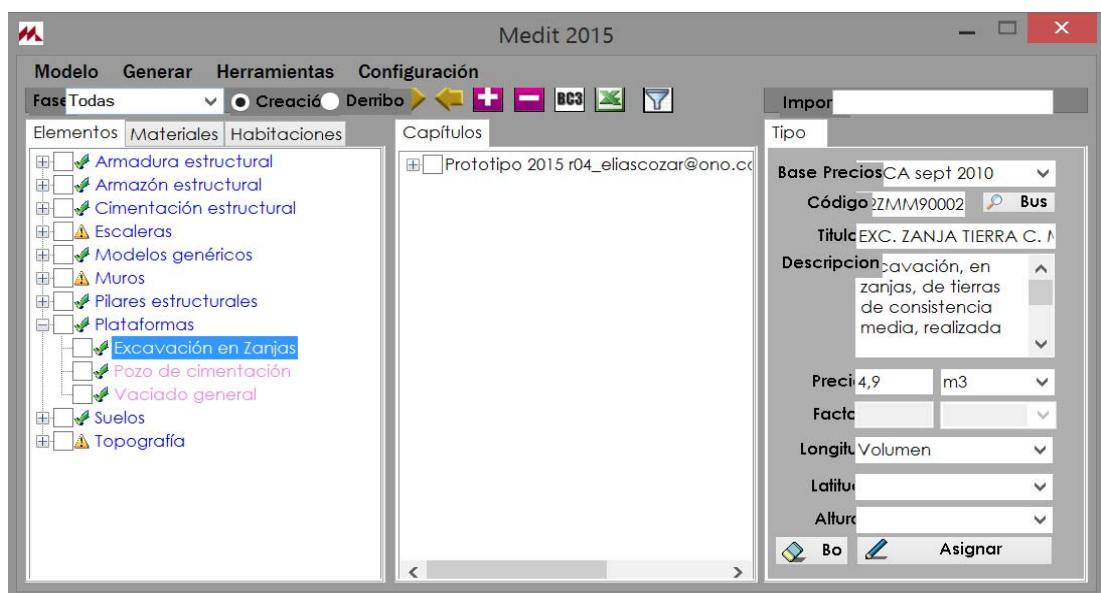 Medit 2015
Modelo Generar Herramientas Configuración
Fase Todas Creació Derribo BC3 Impor
Elementos Materiales Habitaciones
Armadura estructural
Armazón estructural
Cimentación estructural
Escaleras
Modelos genéricos
Muros
Pilares estructurales
Plataformas
Excavación en Zanjas
Pozo de cimentación
Vaciado general
Suelos
Topografía
Capítulos
Prototipo 2015 r04_eliascozar@ono.cc
Tipo
Base Precios CA sept 2010
Código 2ZMM90002 Bus
Titulo EXC. ZANJA TIERRA C. M
Descripcion cavación, en
zanjas, de tierras
de consistencia
media, realizada
Preci 4,9 m3
Facto
Longitu Volumen
Latitu
Altura
Bo Asignar